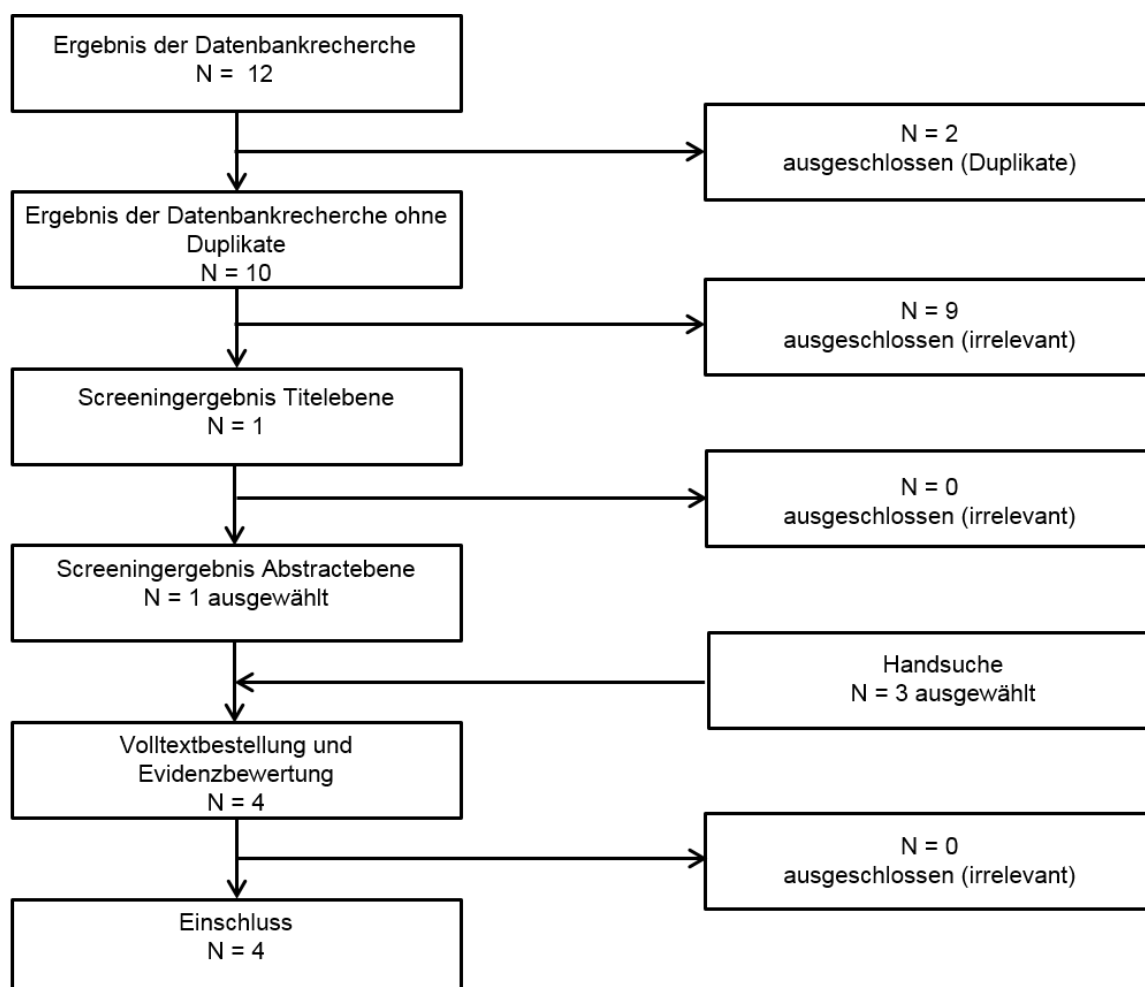 Ergebnis der Datenbankrecherche
N =  12
N = 2
ausgeschlossen (Duplikate)
Ergebnis der Datenbankrecherche ohne
Duplikate
N = 10
N = 9
ausgeschlossen (irrelevant)
Screeningergebnis Titelebene
N = 1
N = 0
ausgeschlossen (irrelevant)
Screeningergebnis Abstractebene
N = 1 ausgewählt
Handsuche
N = 3 ausgewählt
Volltextbestellung und
Evidenzbewertung
N = 4
N = 0
ausgeschlossen (irrelevant)
Einschluss
N = 4